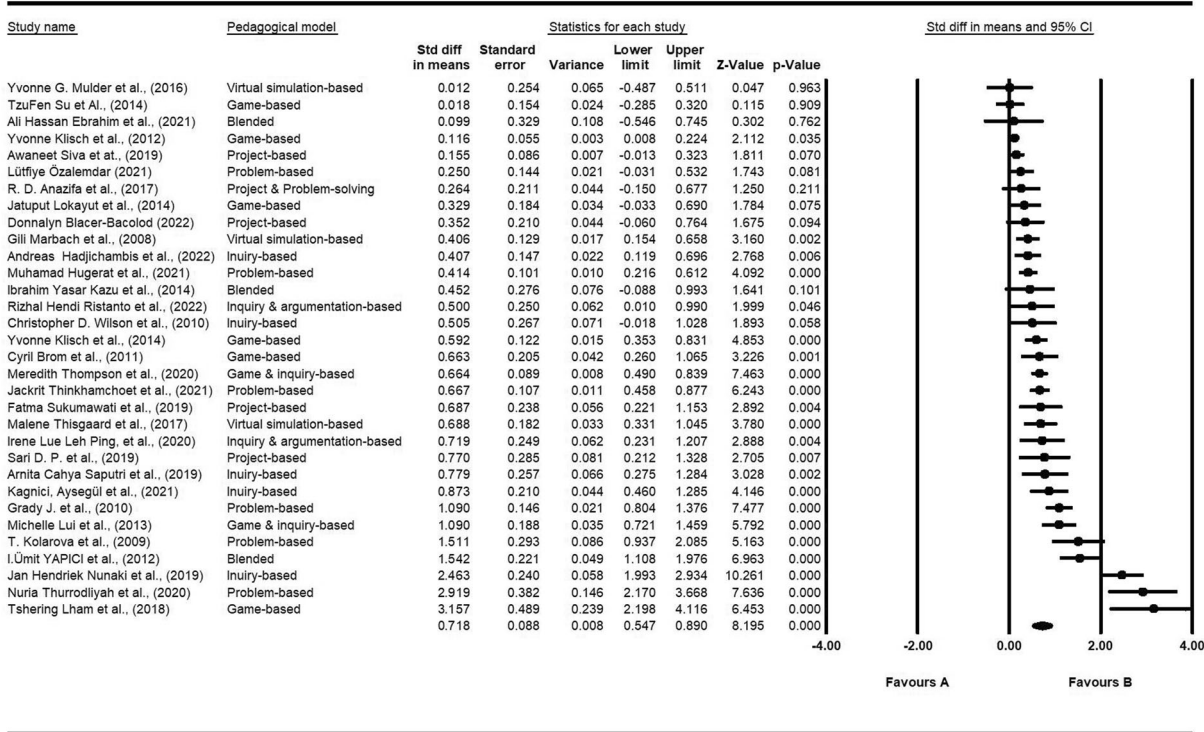 Study name Pedagogical model Statistics for each study Std diff in means and 95% CI
Std diff Standard Lower Upper
in means error Variance limit limit Z-Value p-Value
Yvonne G. Mulder et al., (2016) Virtual simulation-based 0.012 0.254 0.065 -0.487 0.511 0.047 0.963
TzuFen Su et Al., (2014) Game-based 0.018 0.154 0.024 -0.285 0.320 0.115 0.909
Ali Hassan Ebrahim et al., (2021) Blended 0.099 0.329 0.108 -0.546 0.745 0.302 0.762
Yvonne Klisch et al., (2012) Game-based 0.116 0.055 0.003 0.008 0.224 2.112 0.035
Awaneet Siva et at., (2019) Project-based 0.155 0.086 0.007 -0.013 0.323 1.811 0.070
Lütfiye Özalemdar (2021) Problem-based 0.250 0.144 0.021 -0.031 0.532 1.743 0.081
R. D. Anazifa et al., (2017) Project & Problem-solving 0.264 0.211 0.044 -0.150 0.677 1.250 0.211
Jatuput Lokayut et al., (2014) Game-based 0.329 0.184 0.034 -0.033 0.690 1.784 0.075
Donnalyn Blacer-Bacolod (2022) Project-based 0.352 0.210 0.044 -0.060 0.764 1.675 0.094
Gili Marbach et al., (2008) Virtual simulation-based 0.406 0.129 0.017 0.154 0.658 3.160 0.002
Andreas Hadjichambis et al., (2022) Inuiry-based 0.407 0.147 0.022 0.119 0.696 2.768 0.006
Muhamad Hugerat et al., (2021) Problem-based 0.414 0.101 0.010 0.216 0.612 4.092 0.000
Ibrahim Yasar Kazu et al., (2014) Blended 0.452 0.276 0.076 -0.088 0.993 1.641 0.101
Rizhal Hendi Ristanto et al., (2022) Inquiry & argumentation-based 0.500 0.250 0.062 0.010 0.990 1.999 0.046
Christopher D. Wilson et al., (2010) Inuiry-based 0.505 0.267 0.071 -0.018 1.028 1.893 0.058
Yvonne Klisch et al., (2014) Game-based 0.592 0.122 0.015 0.353 0.831 4.853 0.000
Cyril Brom et al., (2011) Game-based 0.663 0.205 0.042 0.260 1.065 3.226 0.001
Meredith Thompson et al., (2020) Game & inquiry-based 0.664 0.089 0.008 0.490 0.839 7.463 0.000
Jackrit Thinkhamchoet et al., (2021) Problem-based 0.667 0.107 0.011 0.458 0.877 6.243 0.000
Fatma Sukumawati et al., (2019) Project-based 0.687 0.238 0.056 0.221 1.153 2.892 0.004
Malene Thisgaard et al., (2017) Virtual simulation-based 0.688 0.182 0.033 0.331 1.045 3.780 0.000
Irene Lue Leh Ping, et al., (2020) Inquiry & argumentation-based 0.719 0.249 0.062 0.231 1.207 2.888 0.004
Sari D. P. et al., (2019) Project-based 0.770 0.285 0.081 0.212 1.328 2.705 0.007
Arnita Cahya Saputri et al., (2019) Inuiry-based 0.779 0.257 0.066 0.275 1.284 3.028 0.002
Kagnici, Aysegül et al., (2021) Inuiry-based 0.873 0.210 0.044 0.460 1.285 4.146 0.000
Grady J. et al., (2010) Problem-based 1.090 0.146 0.021 0.804 1.376 7.477 0.000
Michelle Lui et al., (2013) Game & inquiry-based 1.090 0.188 0.035 0.721 1.459 5.792 0.000
T. Kolarova et al., (2009) Problem-based 1.511 0.293 0.086 0.937 2.085 5.163 0.000
I.Ümit YAPICI et al., (2012) Blended 1.542 0.221 0.049 1.108 1.976 6.963 0.000
Jan Hendriek Nunaki et al., (2019) Inuiry-based 2.463 0.240 0.058 1.993 2.934 10.261 0.000
Nuria Thurrodliyah et al., (2020) Problem-based 2.919 0.382 0.146 2.170 3.668 7.636 0.000
Tshering Lham et al., (2018) Game-based 3.157 0.489 0.239 2.198 4.116 6.453 0.000
0.718 0.088 0.008 0.547 0.890 8.195 0.000
-4.00 -2.00 0.00 2.00 4.00
Favours A Favours B